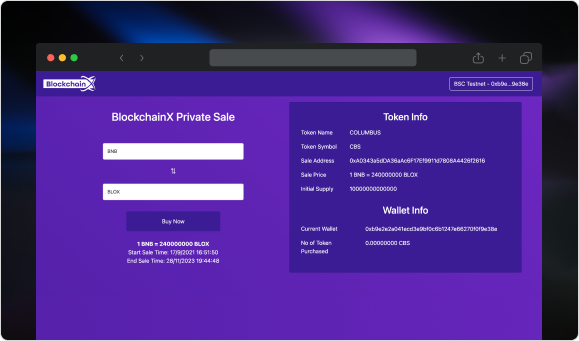 BlockchainX
BSC Testnet - 0xb9e...9e38e
BlockchainX Private Sale
BNB
BLOX
Buy Now
1 BNB = 240000000 BLOX
Start Sale Time: 17/9/2021 16:51:50
End Sale Time: 26/11/2023 19:44:48
Token Info
Token Name COLUMBUS
Token Symbol CBS
Sale Address 0xA0343a5dDA36aAc6F17Ef9911d7808A4426f2616
Sale Price 1 BNB = 240000000 BLOX
Initial Supply 10000000000000
Wallet Info
Current Wallet 0xb9e2e2a041ecd3e9bf0c6b1247e66270f0f9e38e
No of Token Purchased 0.00000000 CBS